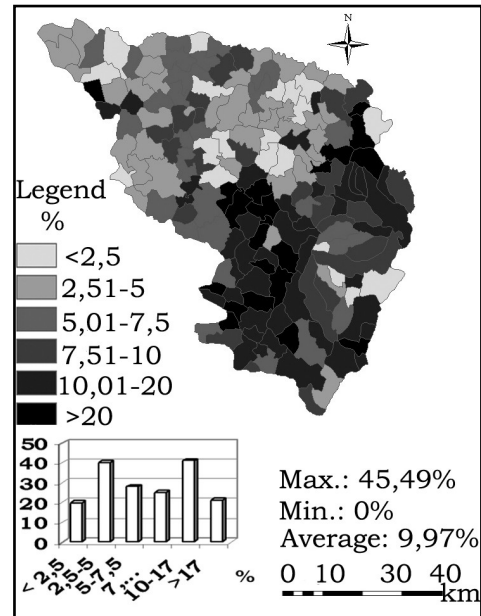 N
Legend
%
<2,5
2,51-5
5,01-7,5
7,51-10
10,01-20
>20
50
40
30
20
10
0
< 2,5
2,5-5
5-7,5
7 ,...
10-17
>17
%
Max.: 45,49%
Min.: 0%
Average: 9,97%
0 10 20 30 40
km